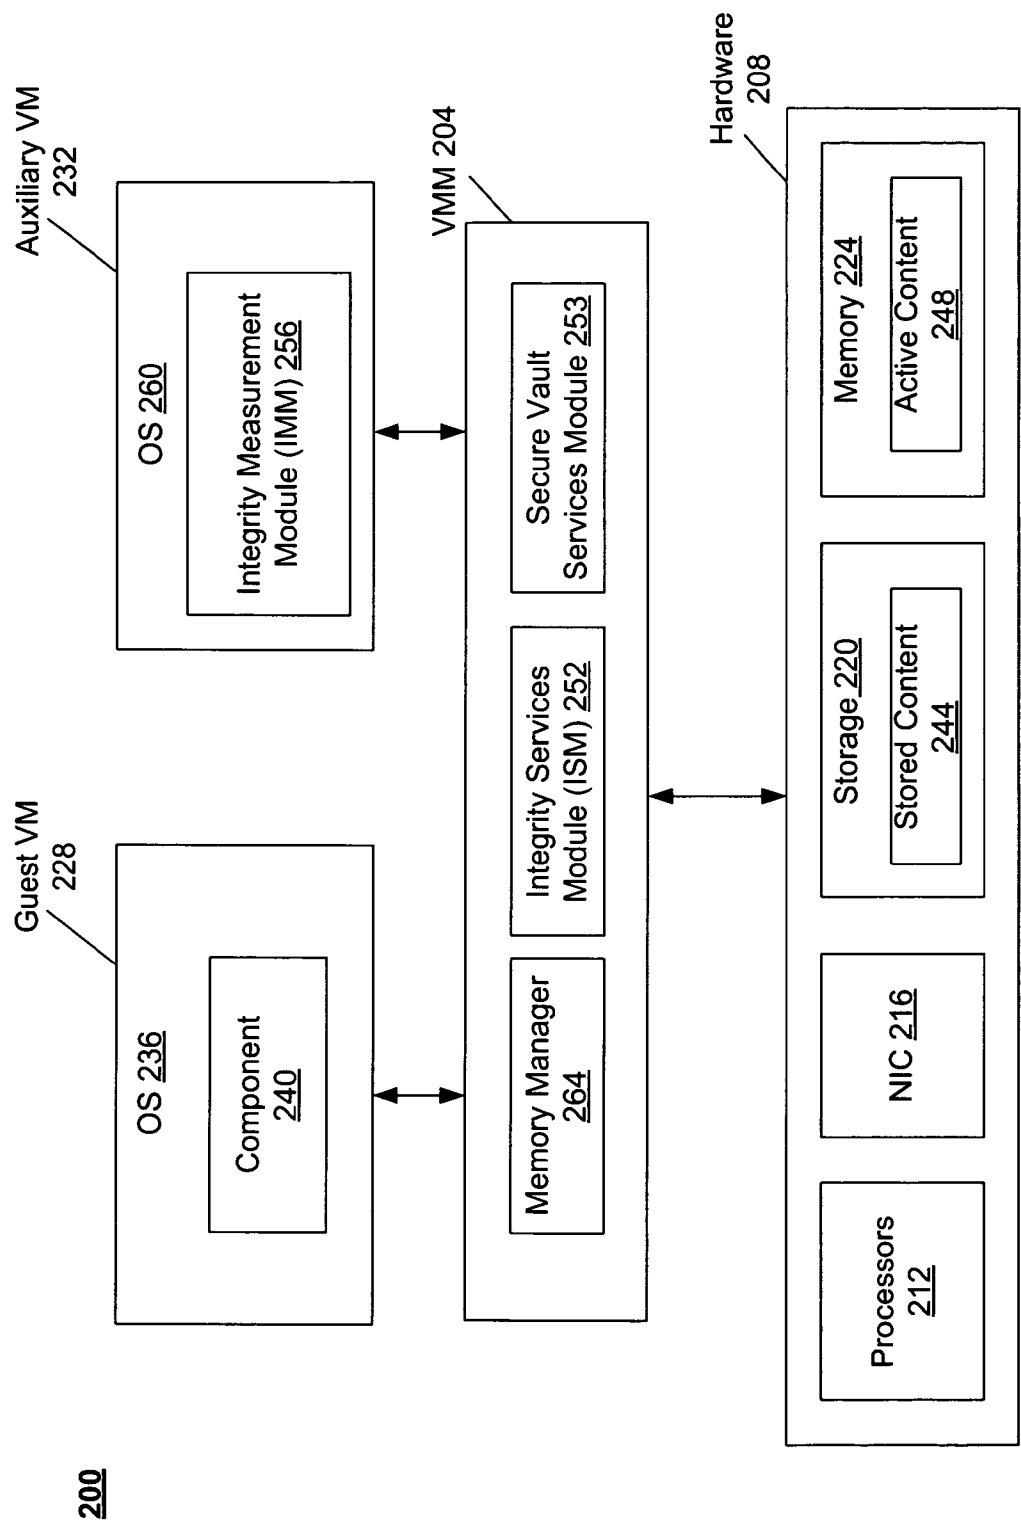 200
Guest VM
228
OS 236
Component
240
Auxiliary VM
232
OS 260
Integrity Measurement
Module (IMM) 256
VMM 204
Memory Manager
264
Integrity Services
Module (ISM) 252
Secure Vault
Services Module 253
Hardware
208
Processors
212
NIC 216
Storage 220
Stored Content
244
Memory 224
Active Content
248